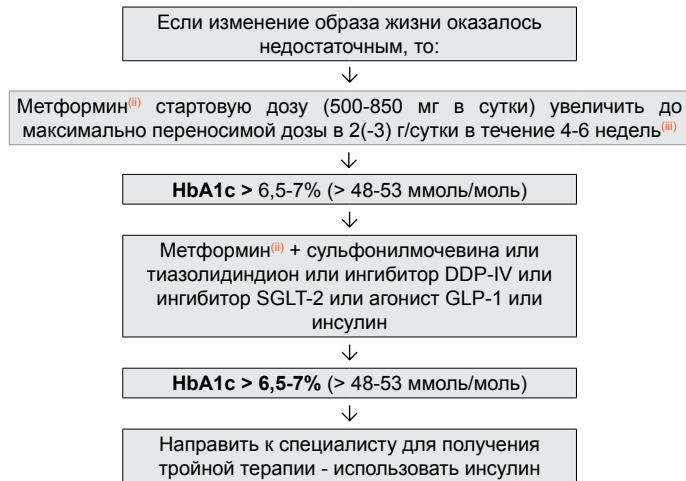 Если изменение образа жизни оказалось
недостаточным, то:
Метформин(ii) стартовую дозу (500-850 мг в сутки) увеличить до
максимально переносимой дозы в 2(-3) г/сутки в течение 4-6 недель(iii)
HbA1c > 6,5-7% (> 48-53 ммоль/моль)
Метформин(ii) + сульфонилмочевина или
тиазолидиндион или ингибитор DDP-IV или
ингибитор SGLT-2 или агонист GLP-1 или
инсулин
HbA1c > 6,5-7% (> 48-53 ммоль/моль)
Направить к специалисту для получения
тройной терапии - использовать инсулин